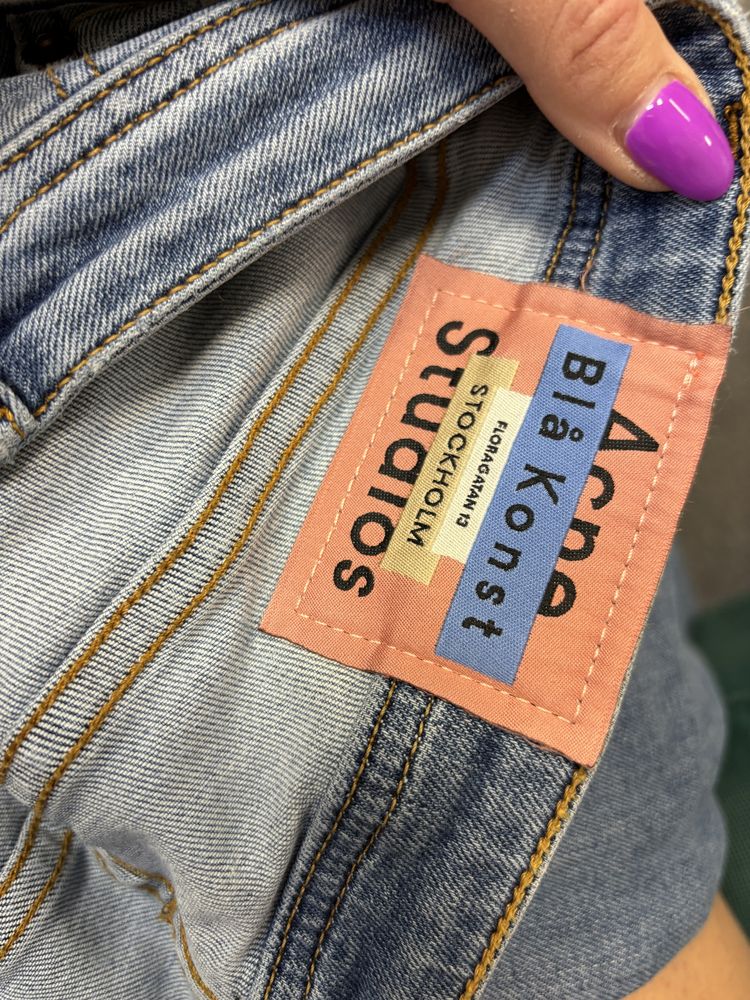 Acne
Blå Konst
FLORAGATAN 13
STOCKHOLM
Studios